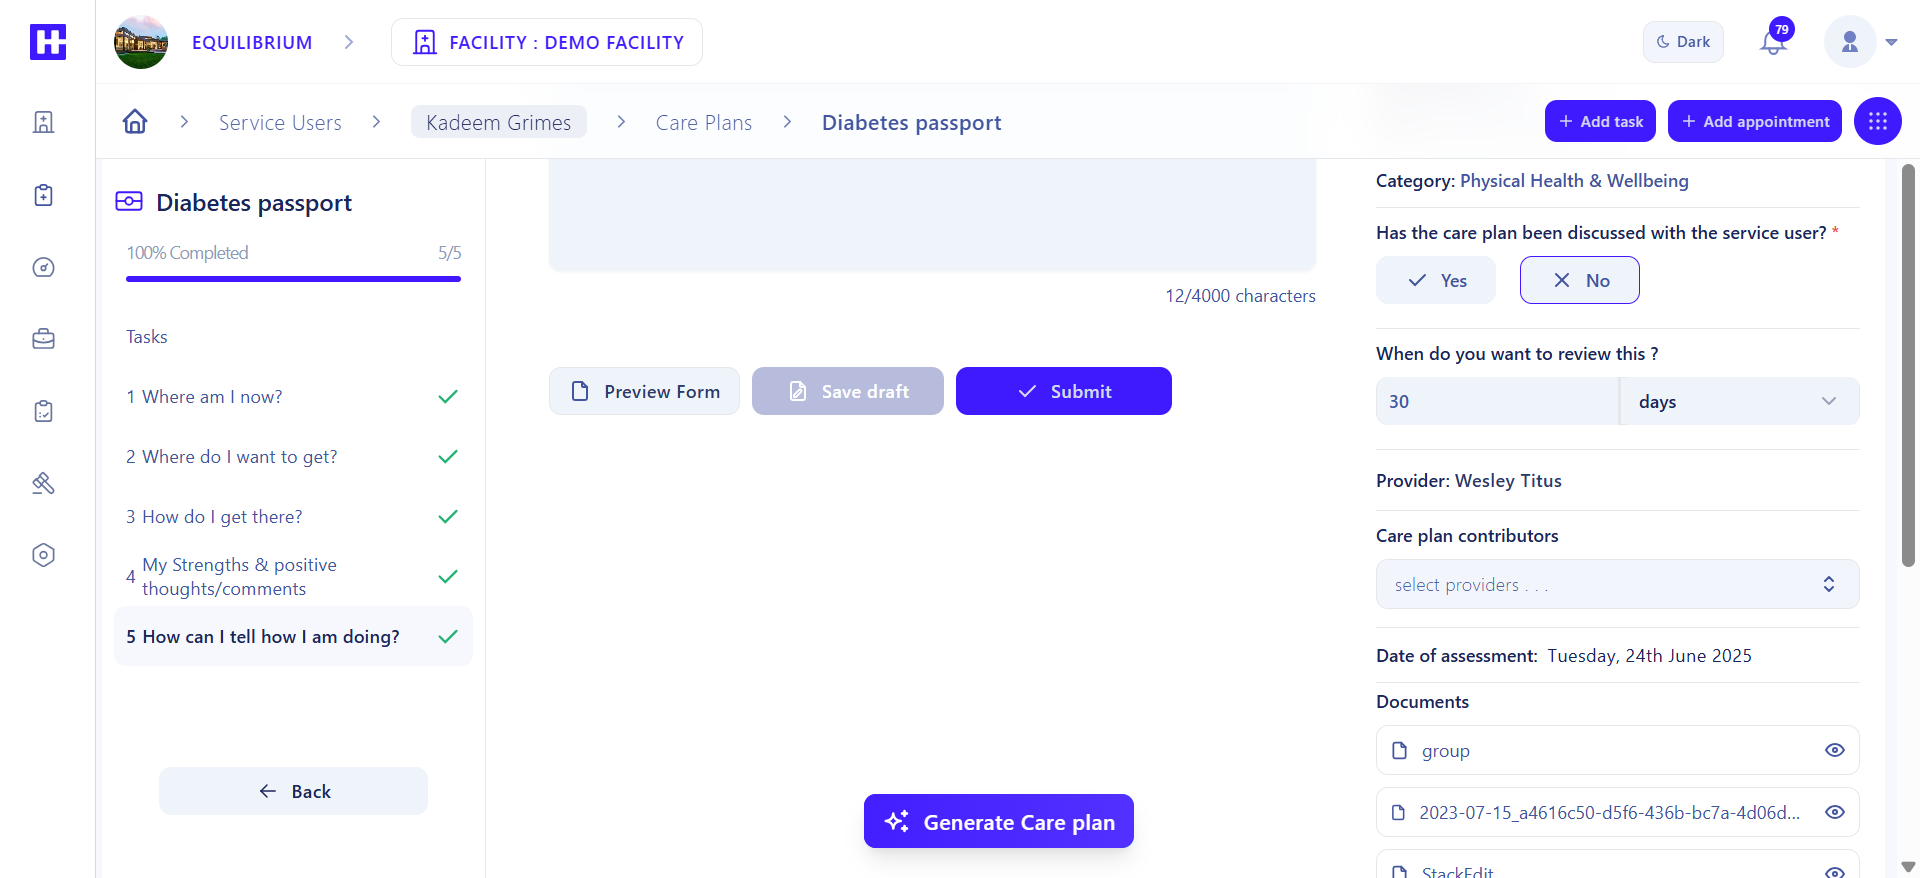 EQUILIBRIUM
FACILITY : DEMO FACILITY
Dark
79
Service Users
Kadeem Grimes
Care Plans
Diabetes passport
+ Add task
+ Add appointment
Diabetes passport
100% Completed
5/5
Tasks
1 Where am I now?
2 Where do I want to get?
3 How do I get there?
4 My Strengths & positive
thoughts/comments
5 How can I tell how I am doing?
Back
12/4000 characters
Preview Form
Save draft
Submit
Generate Care plan
Category: Physical Health & Wellbeing
Has the care plan been discussed with the service user? *
Yes
No
When do you want to review this ?
30
days
Provider: Wesley Titus
Care plan contributors
select providers . . .
Date of assessment: Tuesday, 24th June 2025
Documents
group
2023-07-15_a4616c50-d5f6-436b-bc7a-4d06d...
StackEdit